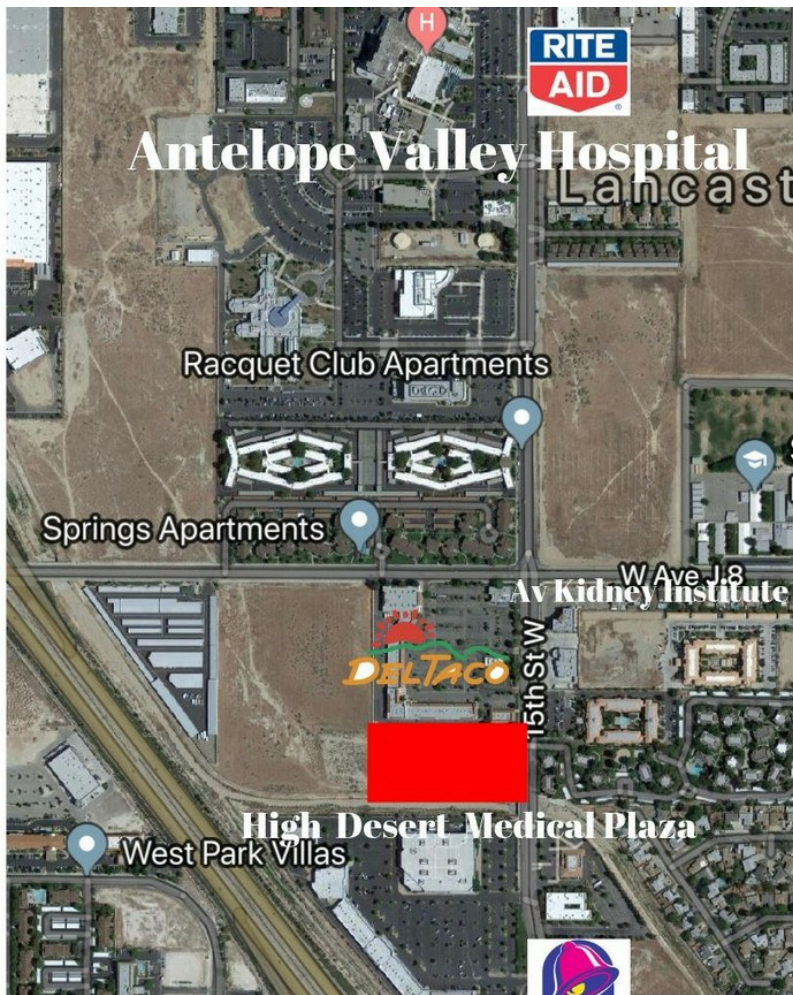 H
RITE
AID
®
Antelope Valley Hospital
Lancast
Racquet Club Apartments
Springs Apartments
W Ave J 8
Av Kidney Institute
DEL TACO
15th St W
High Desert Medical Plaza
West Park Villas